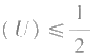 ( U ) ⩽ 1/2